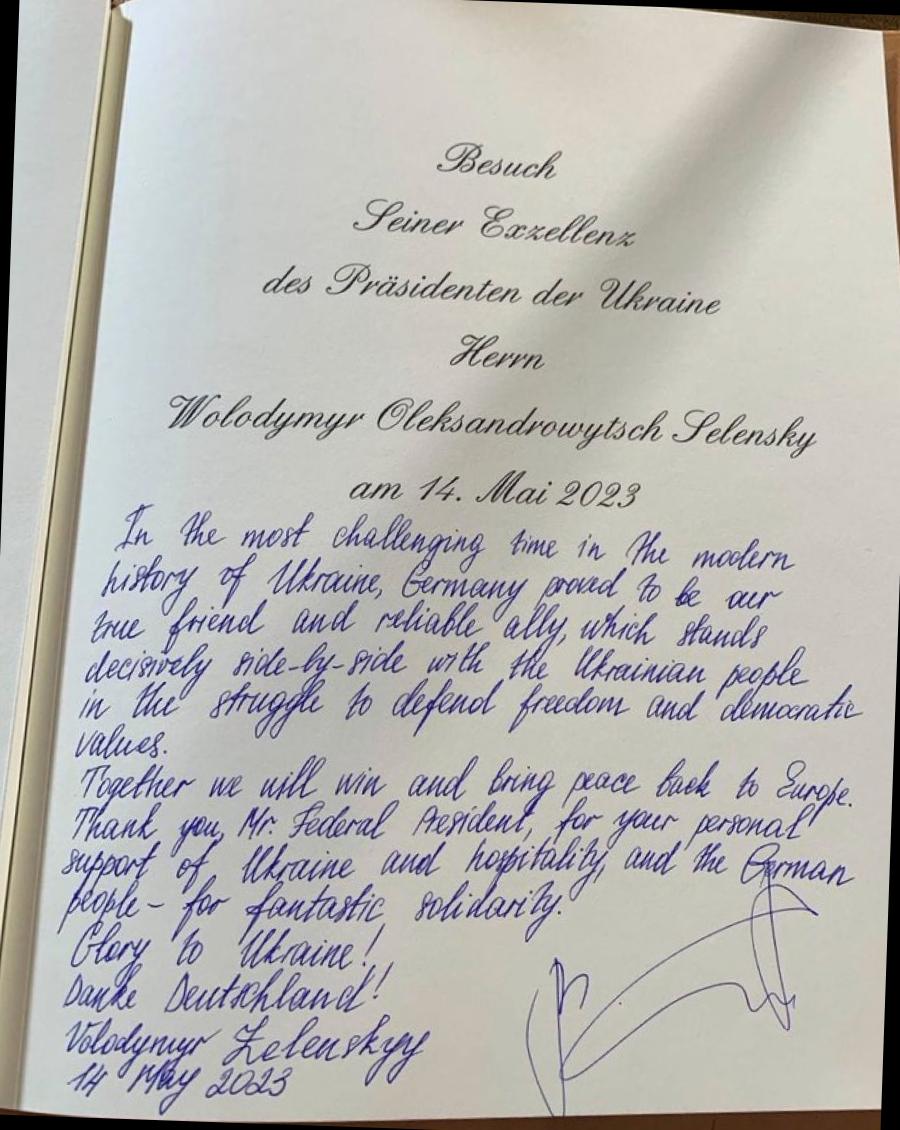 Besuch
Seiner Exzellenz
des Präsidenten der Ukraine
Herrn
Wolodymyr Oleksandrowytsch Selensky
am 14. Mai 2023
In the most challenging time in the modern
history of Ukraine, Germany proved to be our
true friend and reliable ally, which stands
decisively side-by-side with the Ukrainian people
in the struggle to defend freedom and democratic
values.
Together we will win and bring peace back to Europe.
Thank you, Mr. Federal President, for your personal
support of Ukraine and hospitality, and the German
people – for fantastic solidarity.
Glory to Ukraine!
Danke Deutschland!
Volodymyr Zelenskyy
14 May 2023